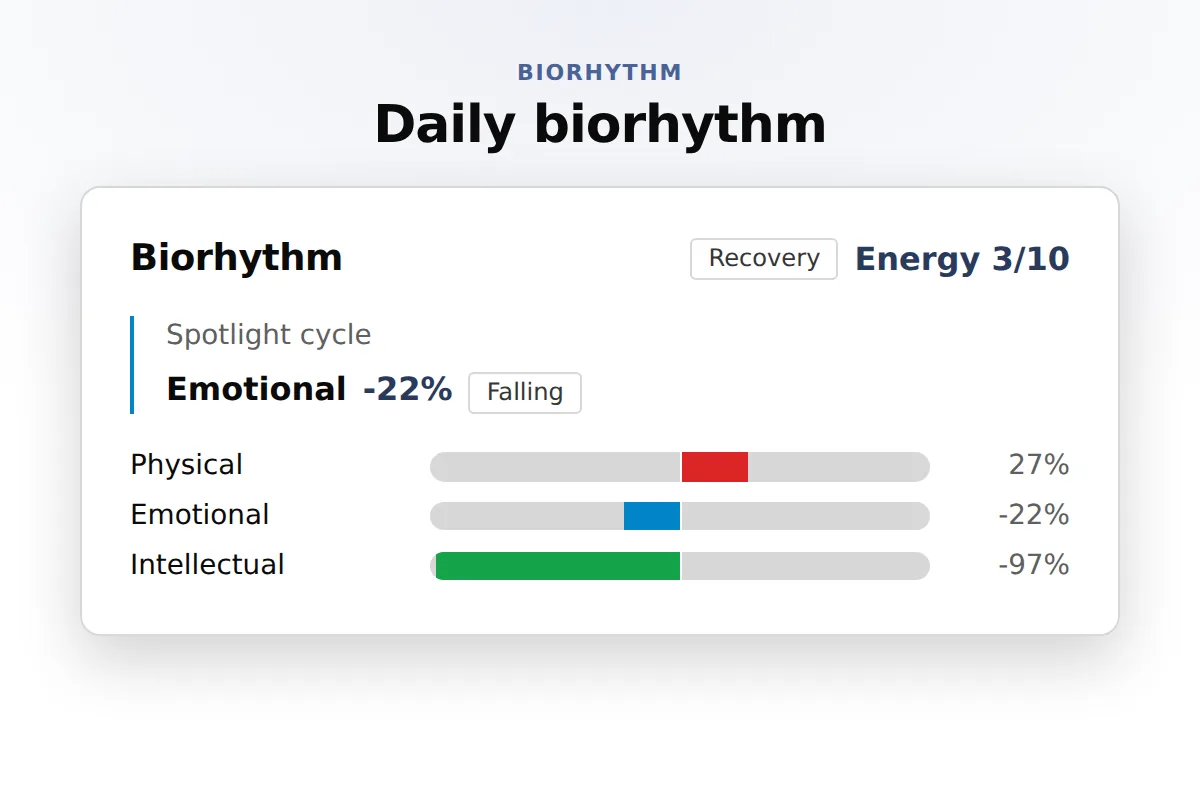 BIORHYTHM
Daily biorhythm
Biorhythm
Recovery
Energy 3/10
Spotlight cycle
Emotional -22% Falling
Physical 27%
Emotional -22%
Intellectual -97%